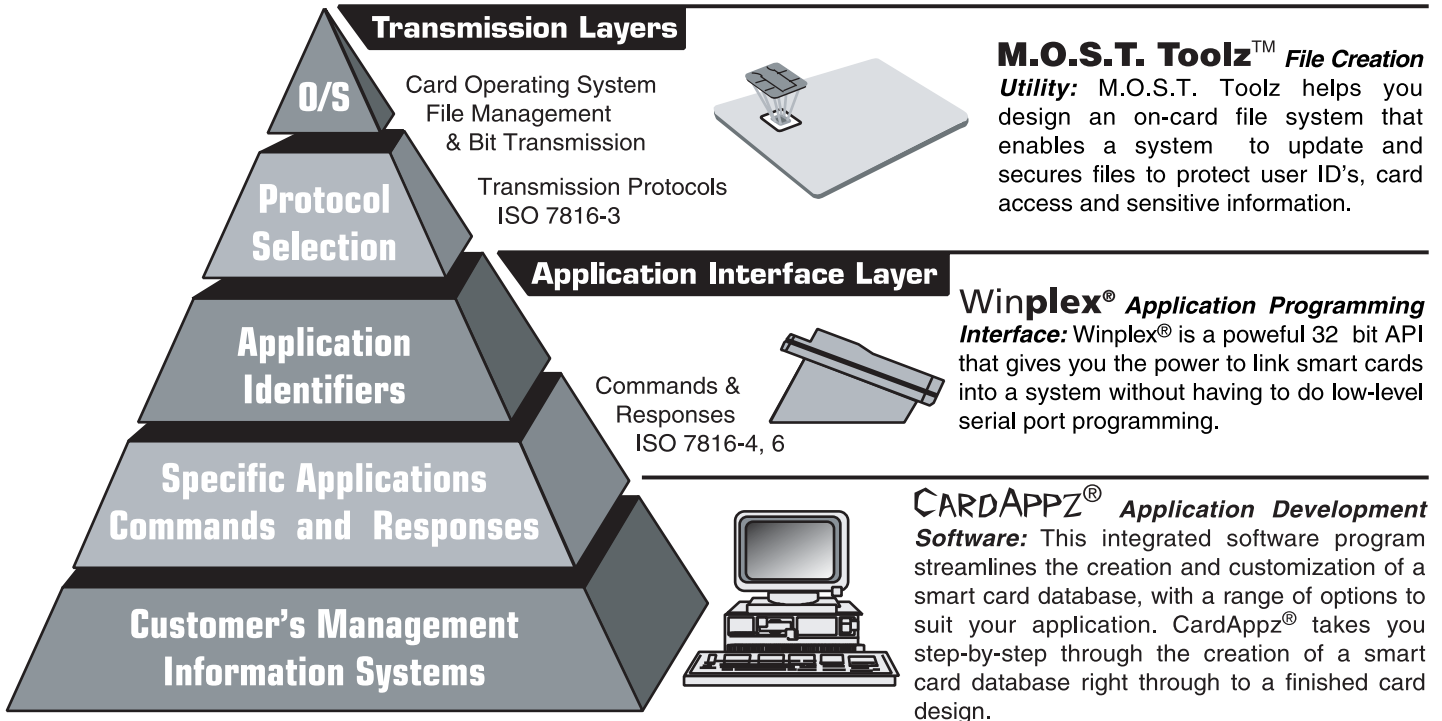 Transmission Layers
O/S
Card Operating System
File Management
& Bit Transmission
Protocol
Selection
Transmission Protocols
ISO 7816-3
M.O.S.T. Toolz™ File Creation
Utility: M.O.S.T. Toolz helps you
design an on-card file system that
enables a system to update and
secures files to protect user ID's, card
access and sensitive information.
Application Interface Layer
Application
Identifiers
Commands &
Responses
ISO 7816-4, 6
Winplex® Application Programming
Interface: Winplex® is a poweful 32 bit API
that gives you the power to link smart cards
into a system without having to do low-level
serial port programming.
Specific Applications
Commands and Responses
Customer's Management
Information Systems
CARDAPPZ® Application Development
Software: This integrated software program
streamlines the creation and customization of a
smart card database, with a range of options to
suit your application. CardAppz® takes you
step-by-step through the creation of a smart
card database right through to a finished card
design.